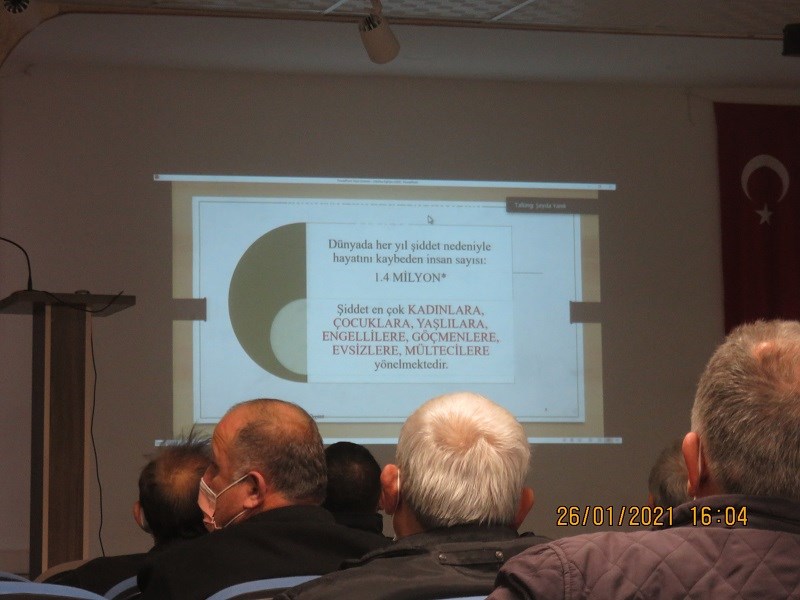 Dünyada her yıl şiddet nedeniyle
hayatını kaybeden insan sayısı:
1.4 MİLYON*
Şiddet en çok KADINLARA,
ÇOCUKLARA, YAŞLILARA,
ENGELLİLERE, GÖÇMENLERE,
EVSİZLERE, MÜLTECİLERE
yönelmektedir.
26/01/2021 16:04